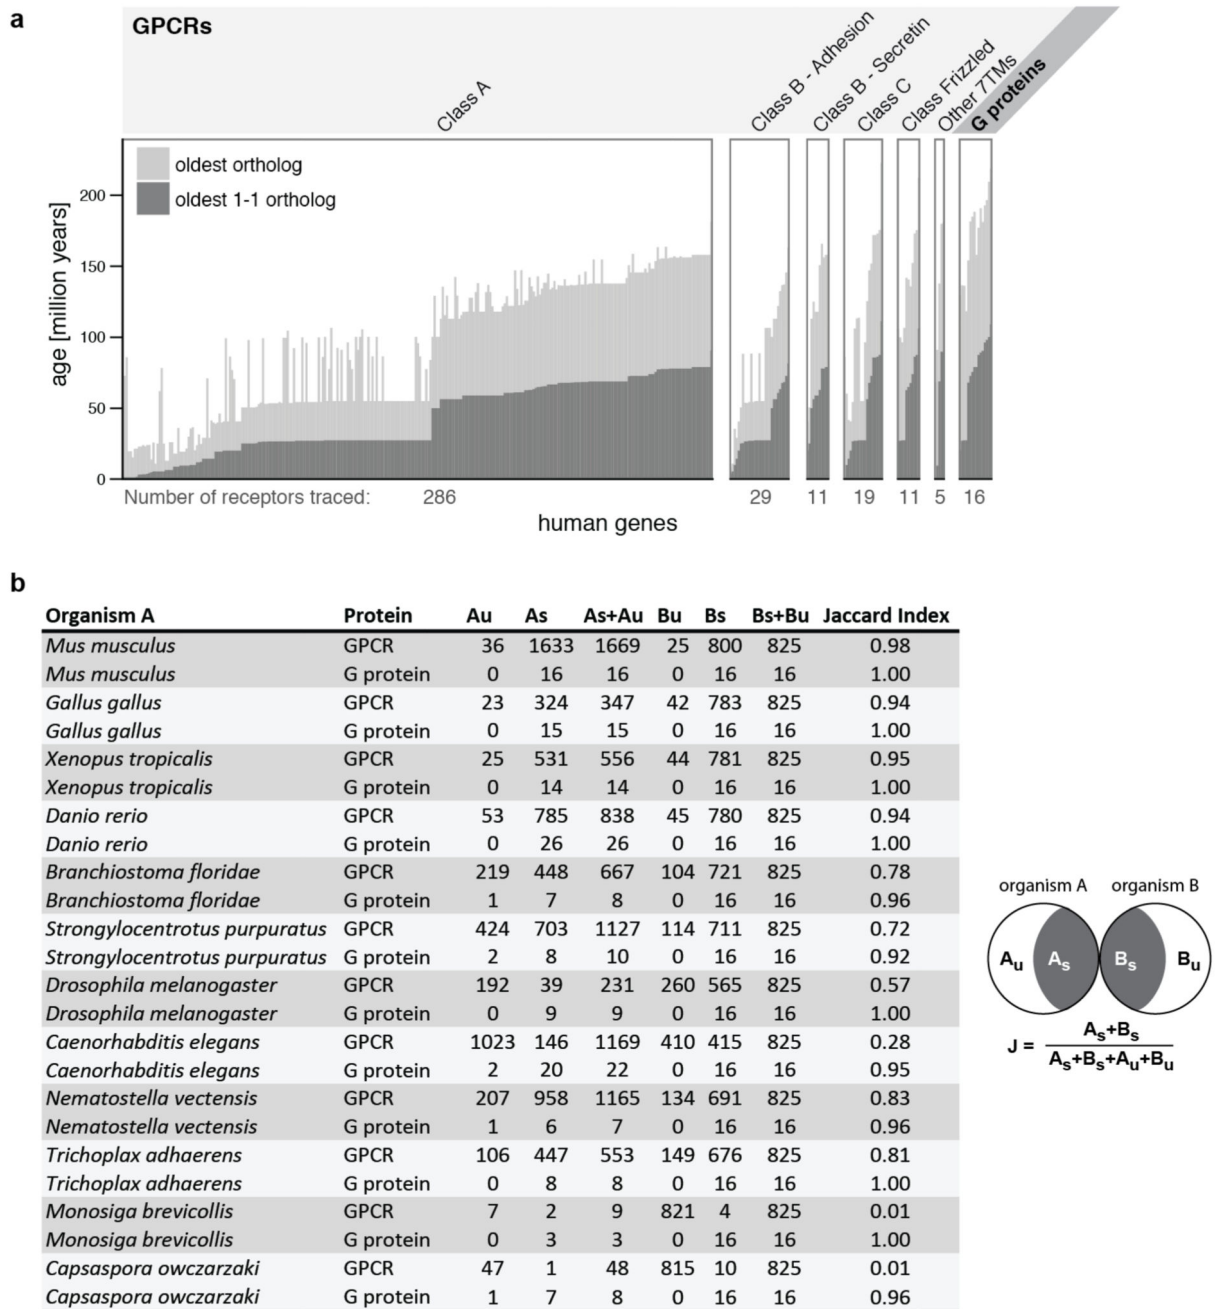 a
GPCRs
Class A
Class B - Adhesion
Class B - Secretin
Class C
Class Frizzled
Other 7TMs
G proteins
oldest ortholog
oldest 1-1 ortholog
age [million years]
200
150
100
50
0
Number of receptors traced: 286 29 11 19 11 5 16
human genes
b
Organism A Protein Au As As+Au Bu Bs Bs+Bu Jaccard Index
Mus musculus GPCR 36 1633 1669 25 800 825 0.98
Mus musculus G protein 0 16 16 0 16 16 1.00
Gallus gallus GPCR 23 324 347 42 783 825 0.94
Gallus gallus G protein 0 15 15 0 16 16 1.00
Xenopus tropicalis GPCR 25 531 556 44 781 825 0.95
Xenopus tropicalis G protein 0 14 14 0 16 16 1.00
Danio rerio GPCR 53 785 838 45 780 825 0.94
Danio rerio G protein 0 26 26 0 16 16 1.00
Branchiostoma floridae GPCR 219 448 667 104 721 825 0.78
Branchiostoma floridae G protein 1 7 8 0 16 16 0.96
Strongylocentrotus purpuratus GPCR 424 703 1127 114 711 825 0.72
Strongylocentrotus purpuratus G protein 2 8 10 0 16 16 0.92
Drosophila melanogaster GPCR 192 39 231 260 565 825 0.57
Drosophila melanogaster G protein 0 9 9 0 16 16 1.00
Caenorhabditis elegans GPCR 1023 146 1169 410 415 825 0.28
Caenorhabditis elegans G protein 2 20 22 0 16 16 0.95
Nematostella vectensis GPCR 207 958 1165 134 691 825 0.83
Nematostella vectensis G protein 1 6 7 0 16 16 0.96
Trichoplax adhaerens GPCR 106 447 553 149 676 825 0.81
Trichoplax adhaerens G protein 0 8 8 0 16 16 1.00
Monosiga brevicollis GPCR 7 2 9 821 4 825 0.01
Monosiga brevicollis G protein 0 3 3 0 16 16 1.00
Capsaspora owczarzaki GPCR 47 1 48 815 10 825 0.01
Capsaspora owczarzaki G protein 1 7 8 0 16 16 0.96
organism A organism B
Au As Bs Bu
As+Bs
J =
As+Bs+Au+Bu